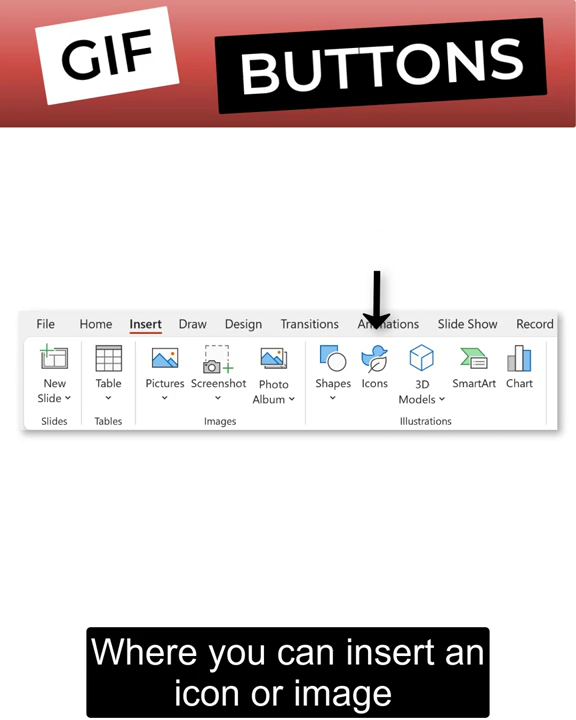 GIF BUTTONS
File Home Insert Draw Design Transitions Animations Slide Show Record
New Slide Table Pictures Screenshot Photo Album Shapes Icons 3D Models SmartArt Chart
Slides Tables Images Illustrations
Where you can insert an
icon or image